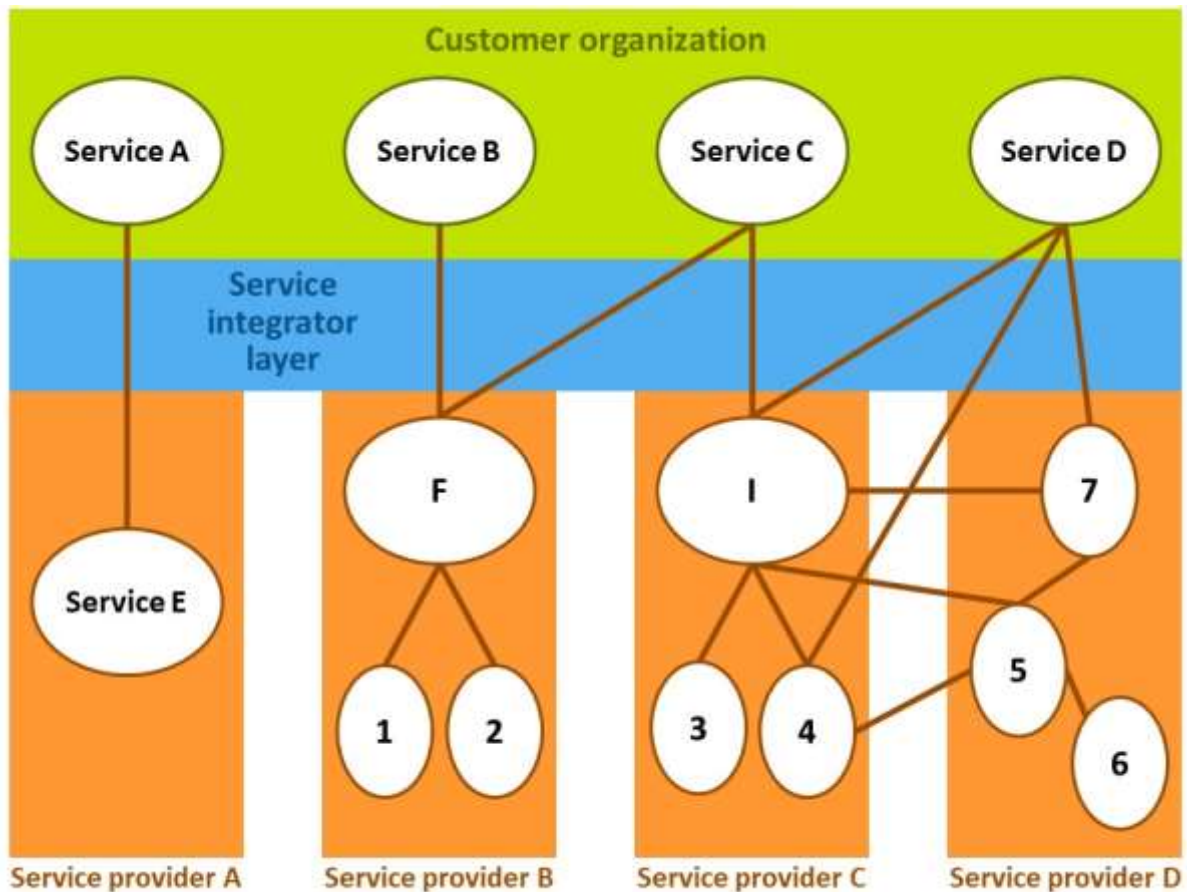 Customer organization
Service A
Service B
Service C
Service D
Service
integrator
layer
F
I
7
Service E
5
1
2
3
4
6
Service provider A
Service provider B
Service provider C
Service provider D